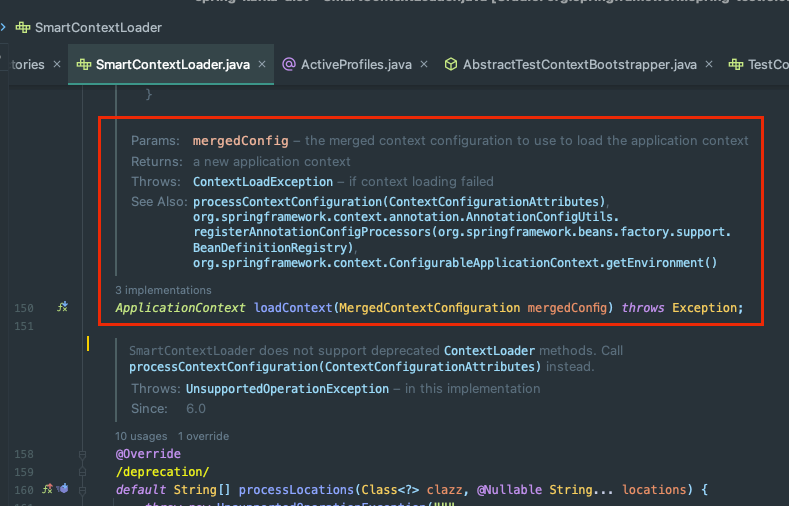 SmartContextLoader
tories × SmartContextLoader.java × @ ActiveProfiles.java × AbstractTestContextBootstrapper.java × TestCo
}
Params: mergedConfig – the merged context configuration to use to load the application context
Returns: a new application context
Throws: ContextLoadException – if context loading failed
See Also: processContextConfiguration(ContextConfigurationAttributes),
org.springframework.context.annotation.AnnotationConfigUtils.
registerAnnotationConfigProcessors(org.springframework.beans.factory.support.
BeanDefinitionRegistry),
org.springframework.context.ConfigurableApplicationContext.getEnvironment()
3 implementations
150 ApplicationContext loadContext(MergedContextConfiguration mergedConfig) throws Exception;
151
SmartContextLoader does not support deprecated ContextLoader methods. Call
processContextConfiguration(ContextConfigurationAttributes) instead.
Throws: UnsupportedOperationException – in this implementation
Since: 6.0
10 usages 1 override
158 @Override
159 /deprecation/
160 default String[] processLocations(Class<?> clazz, @Nullable String... locations) {
throw new UnsupportedOperationException("""